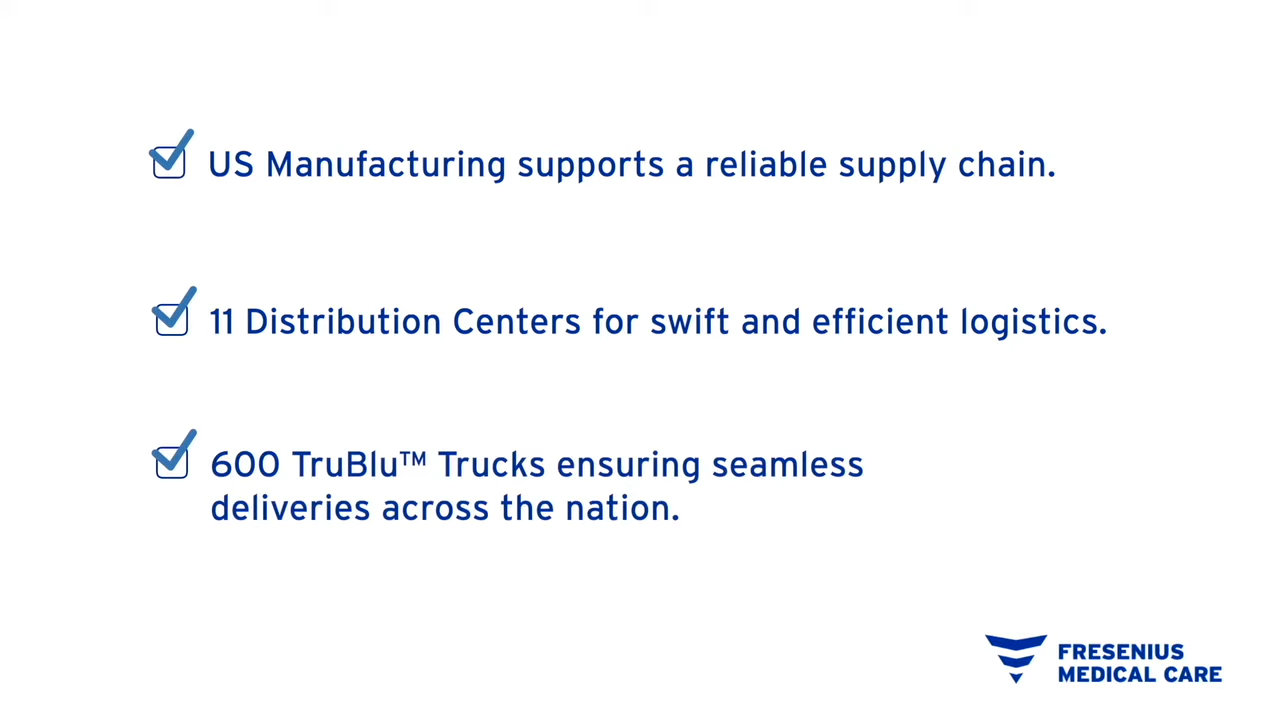 US Manufacturing supports a reliable supply chain.
11 Distribution Centers for swift and efficient logistics.
600 TruBlu™ Trucks ensuring seamless
deliveries across the nation.
FRESENIUS
MEDICAL CARE